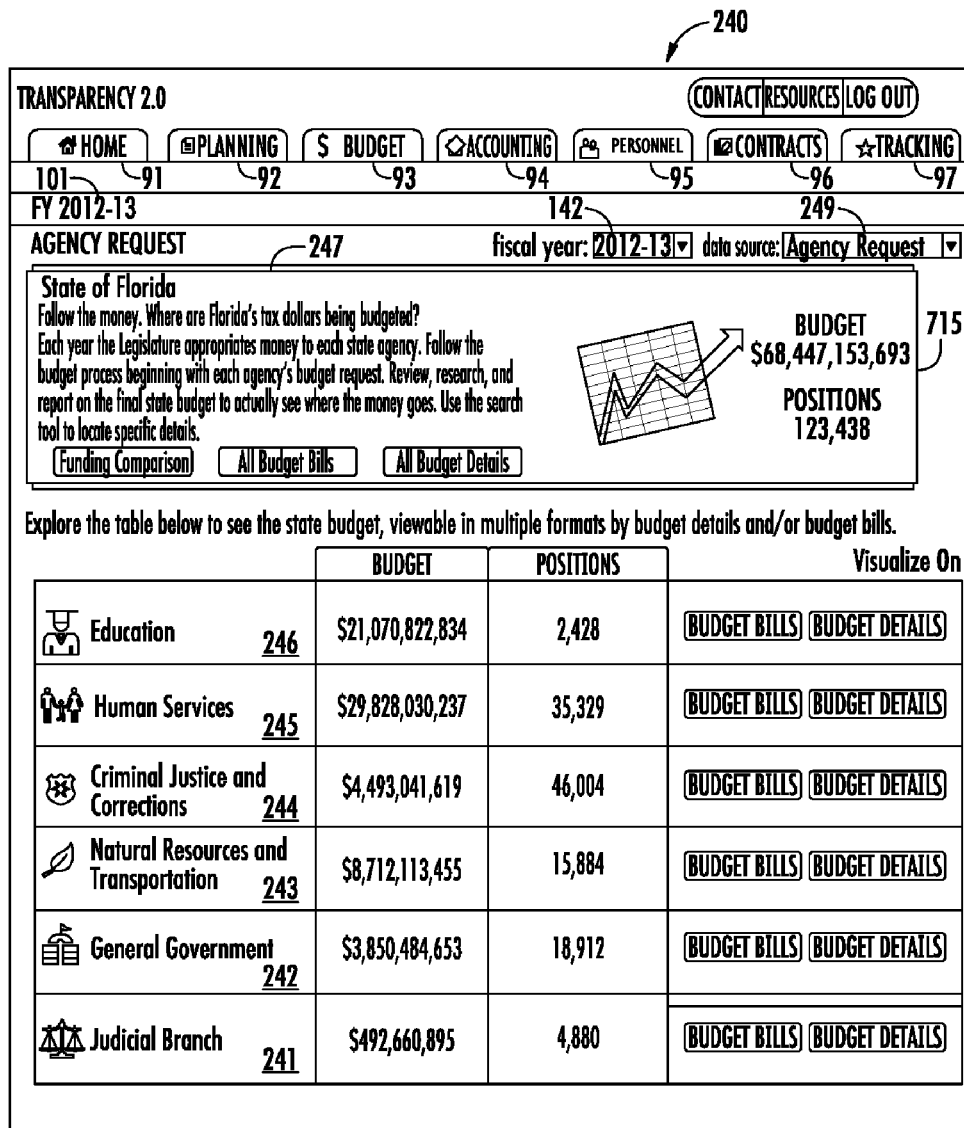 240
TRANSPARENCY 2.0
CONTACT RESOURCES LOG OUT
HOME PLANNING $ BUDGET ACCOUNTING PERSONNEL CONTRACTS TRACKING
101 91 92 93 94 95 96 97
FY 2012-13 142 249
AGENCY REQUEST 247 fiscal year: 2012-13 data source: Agency Request
State of Florida
Follow the money. Where are Florida's tax dollars being budgeted?
Each year the Legislature appropriates money to each state agency. Follow the
budget process beginning with each agency's budget request. Review, research, and
report on the final state budget to actually see where the money goes. Use the search
tool to locate specific details.
Funding Comparison All Budget Bills All Budget Details
BUDGET 715
$68,447,153,693
POSITIONS
123,438
Explore the table below to see the state budget, viewable in multiple formats by budget details and/or budget bills.
BUDGET POSITIONS Visualize On
Education 246 $21,070,822,834 2,428 BUDGET BILLS BUDGET DETAILS
Human Services 245 $29,828,030,237 35,329 BUDGET BILLS BUDGET DETAILS
Criminal Justice and
Corrections 244 $4,493,041,619 46,004 BUDGET BILLS BUDGET DETAILS
Natural Resources and
Transportation 243 $8,712,113,455 15,884 BUDGET BILLS BUDGET DETAILS
General Government 242 $3,850,484,653 18,912 BUDGET BILLS BUDGET DETAILS
Judicial Branch 241 $492,660,895 4,880 BUDGET BILLS BUDGET DETAILS